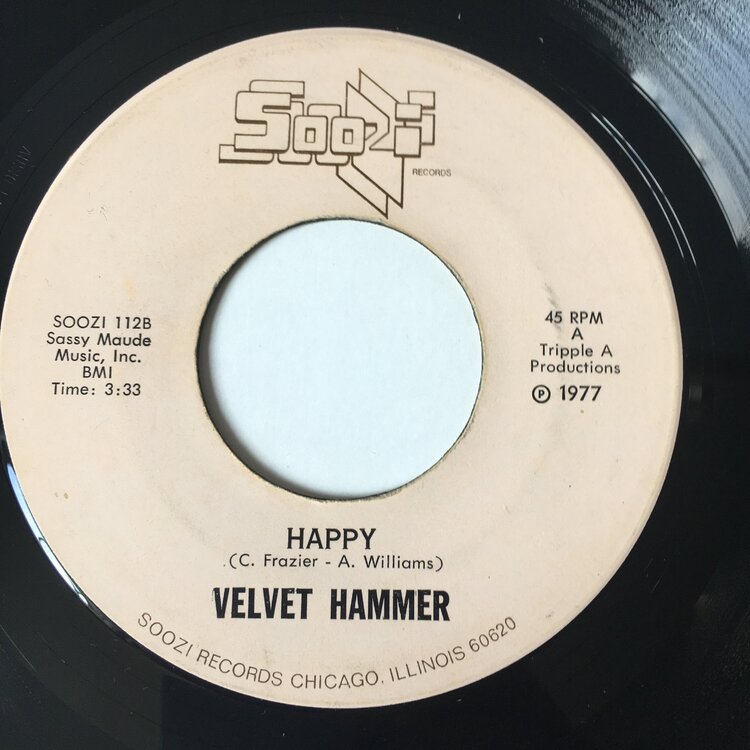 Soozi
RECORDS
SOOZI 112B
Sassy Maude
Music, Inc.
BMI
Time: 3:33
45 RPM
A
Tripple A
Productions
℗ 1977
HAPPY
(C. Frazier - A. Williams)
VELVET HAMMER
SOOZI RECORDS CHICAGO, ILLINOIS 60620